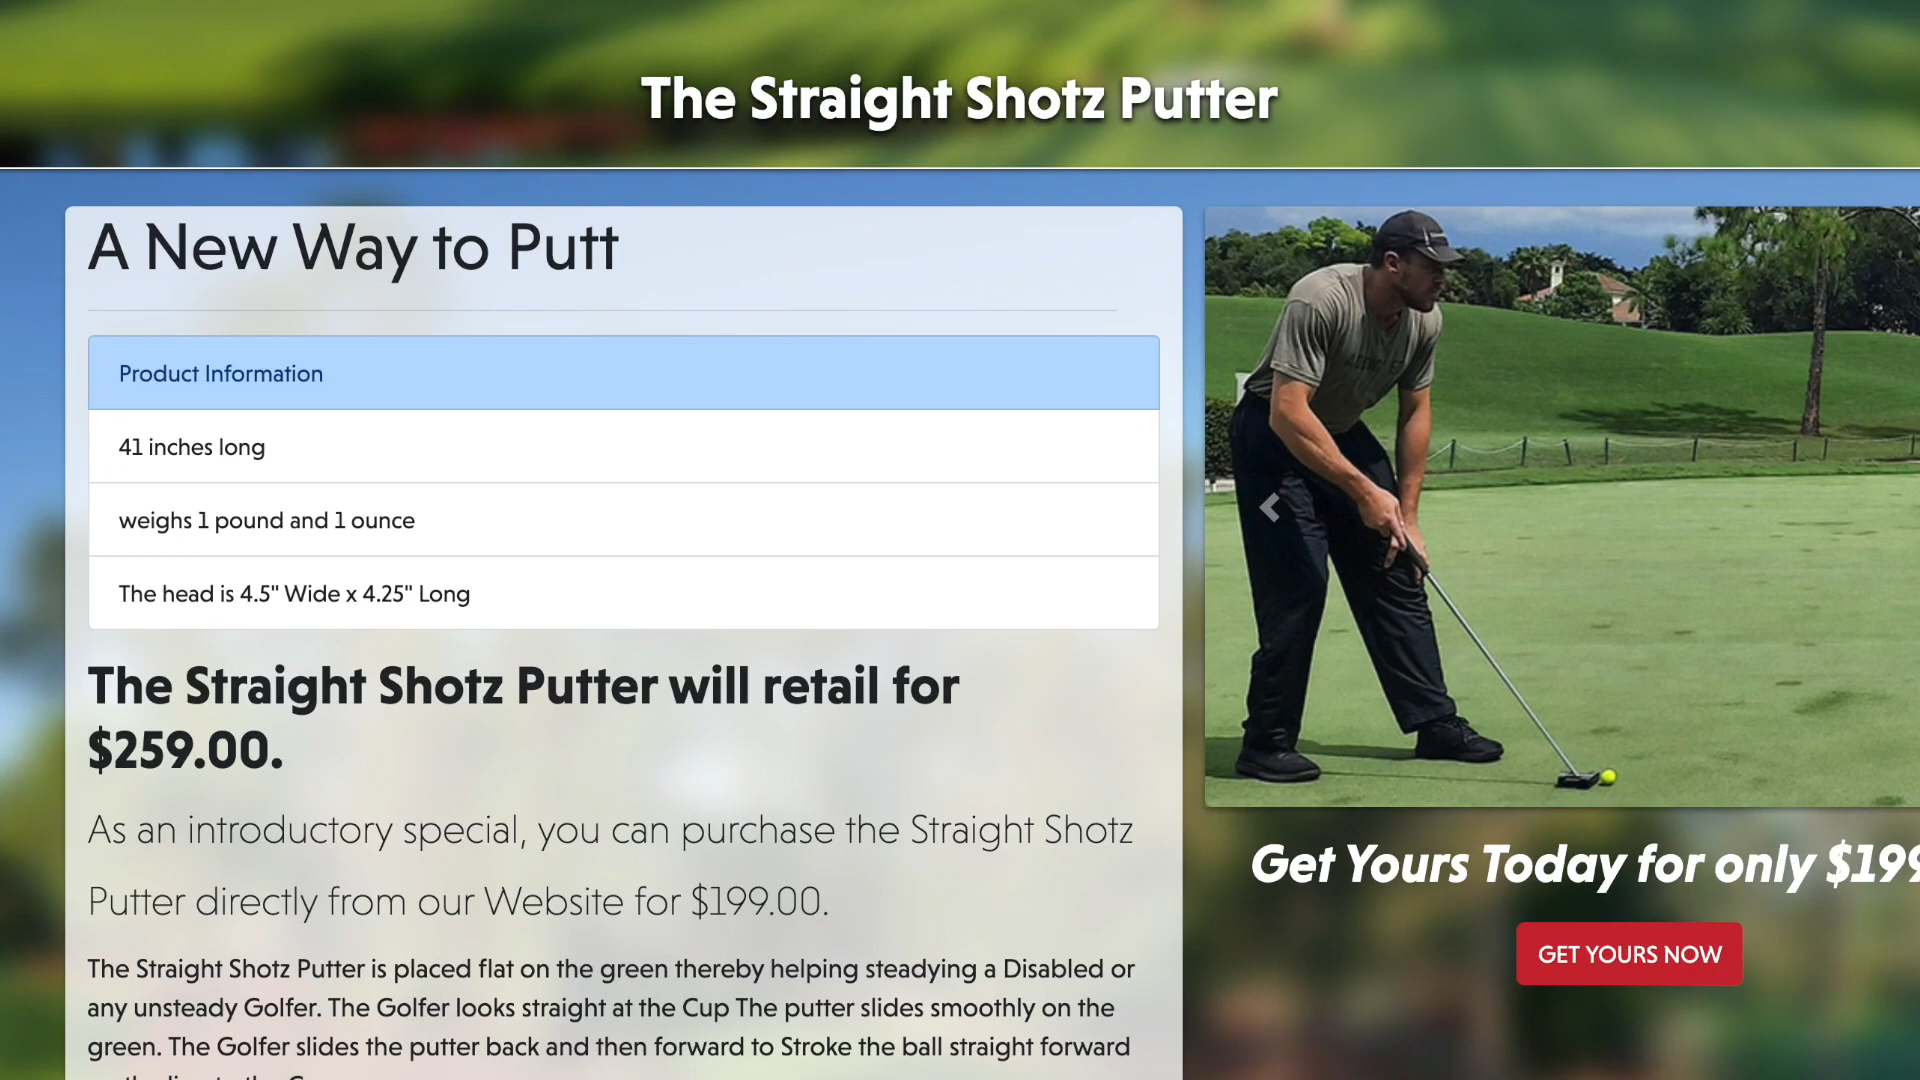 The Straight Shotz Putter
A New Way to Putt
Product Information
41 inches long
weighs 1 pound and 1 ounce
The head is 4.5" Wide x 4.25" Long
The Straight Shotz Putter will retail for
$259.00.
As an introductory special, you can purchase the Straight Shotz
Putter directly from our Website for $199.00.
The Straight Shotz Putter is placed flat on the green thereby helping steadying a Disabled or
any unsteady Golfer. The Golfer looks straight at the Cup The putter slides smoothly on the
green. The Golfer slides the putter back and then forward to Stroke the ball straight forward
Get Yours Today for only $199
GET YOURS NOW